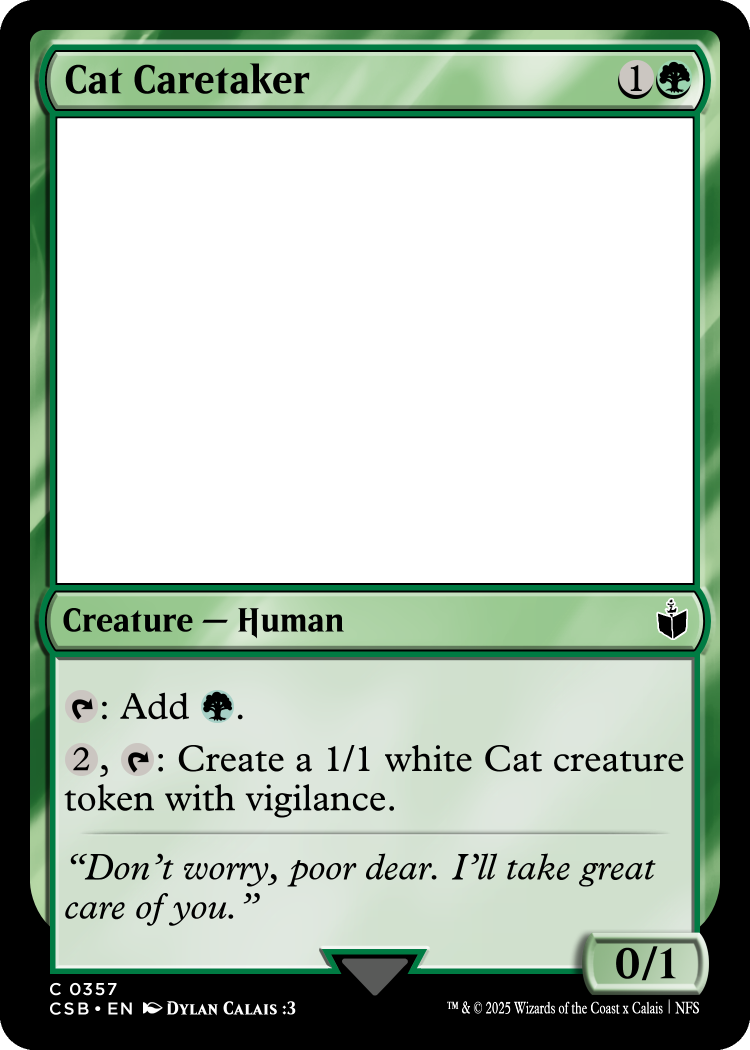 Cat Caretaker 1
Creature — Human
: Add .
2, : Create a 1/1 white Cat creature
token with vigilance.
“Don’t worry, poor dear. I’ll take great
care of you.”
0/1
C 0357
CSB • EN DYLAN CALAIS :3
™ & © 2025 Wizards of the Coast x Calais | NFS